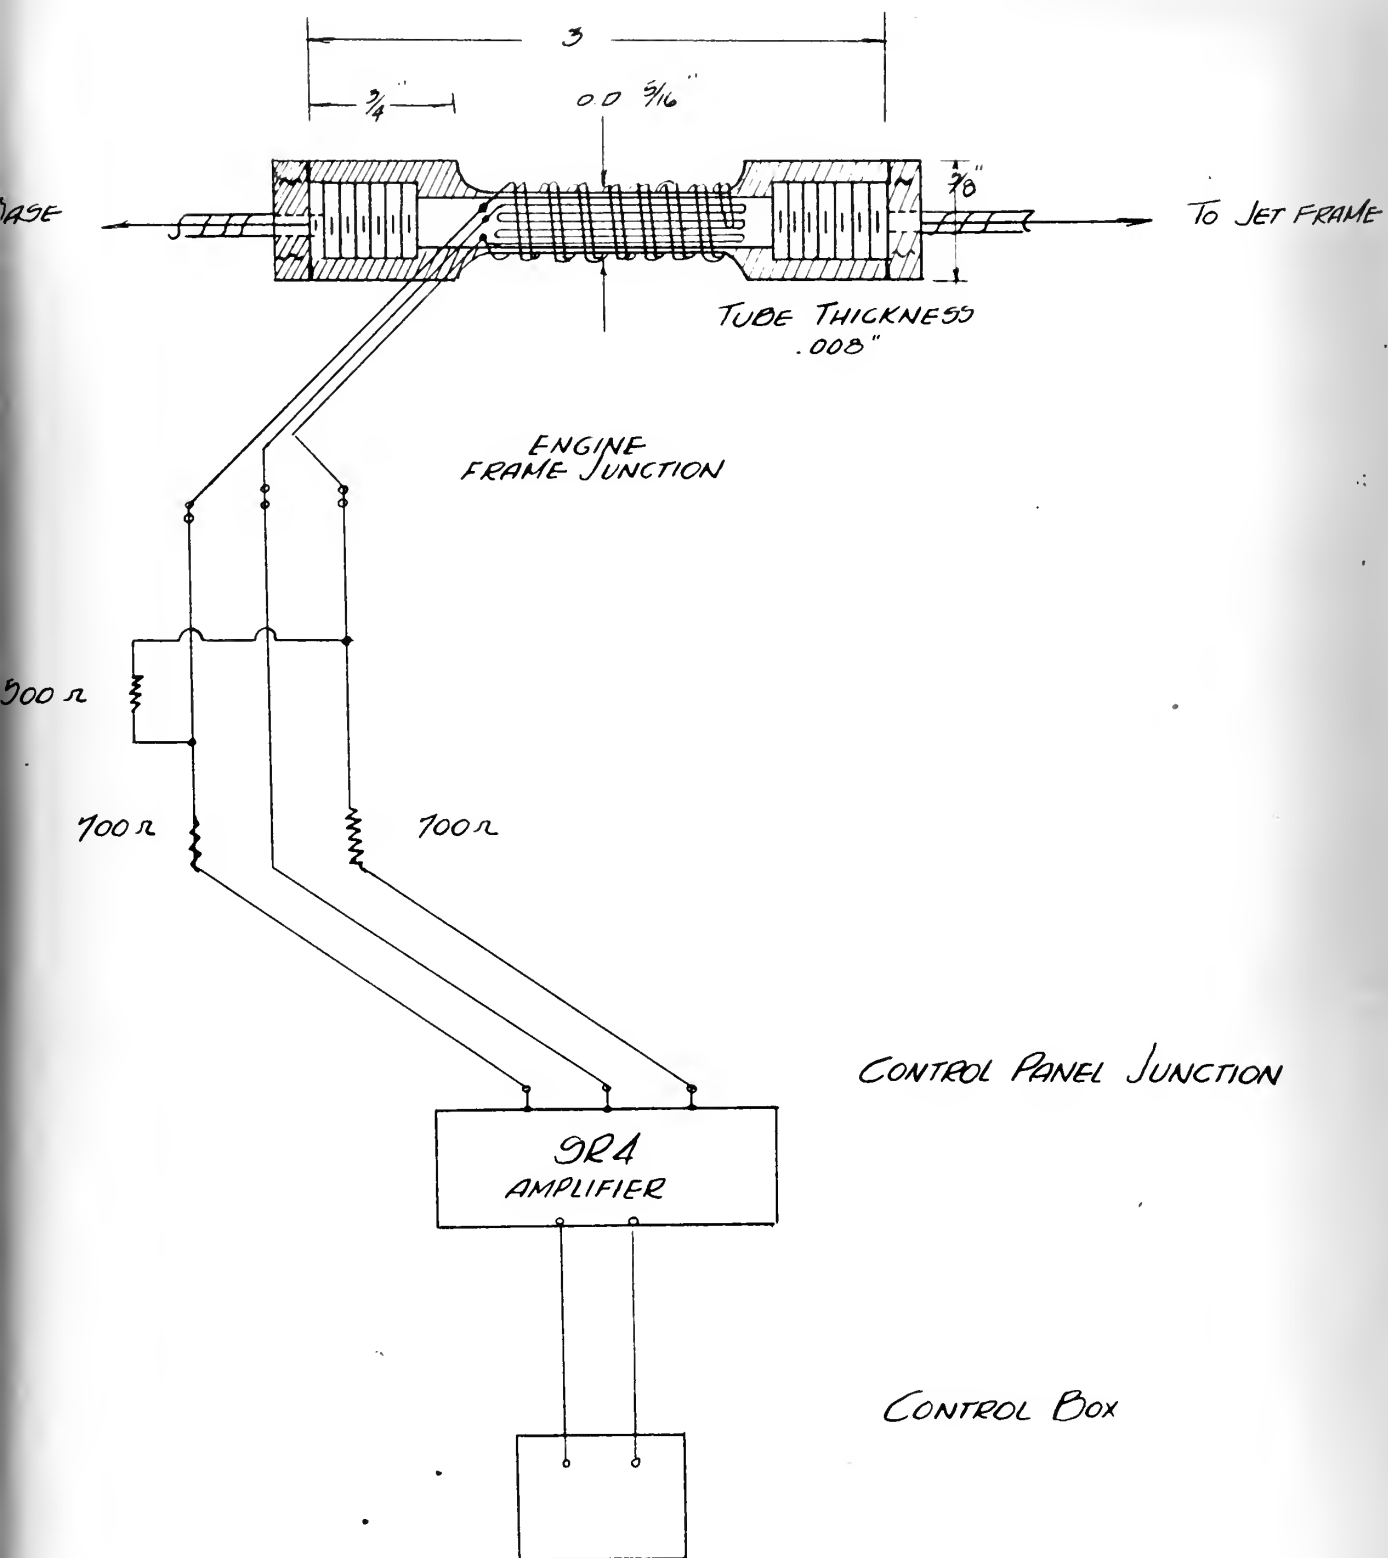 3
3/4"
O.D 5/16"
7/8"
BASE
TO JET FRAME
TUBE THICKNESS
.008"
ENGINE
FRAME JUNCTION
500 Ω
700 Ω
700 Ω
CONTROL PANEL JUNCTION
SR4
AMPLIFIER
CONTROL BOX